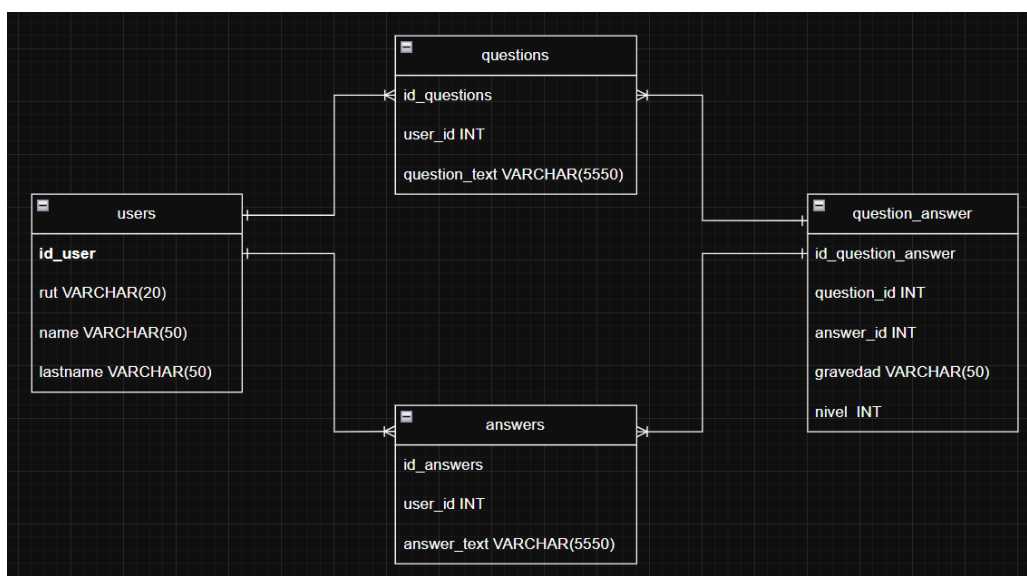 questions
id_questions
user_id INT
question_text VARCHAR(5550)
users
id_user
rut VARCHAR(20)
name VARCHAR(50)
lastname VARCHAR(50)
question_answer
id_question_answer
question_id INT
answer_id INT
gravedad VARCHAR(50)
nivel INT
answers
id_answers
user_id INT
answer_text VARCHAR(5550)